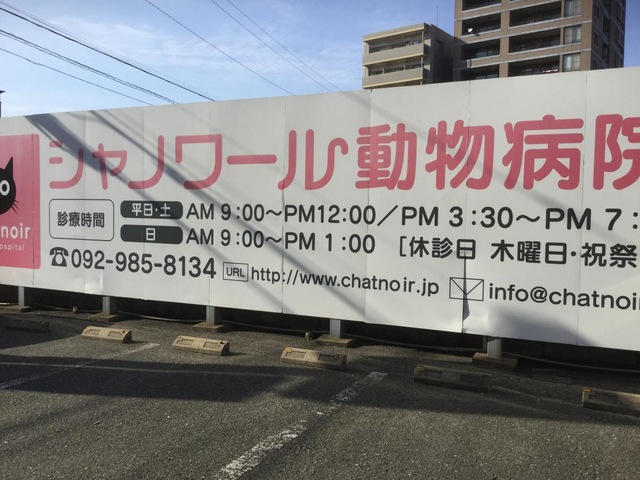 シャノワール動物病院
noir
ospital
診療時間
平日・土 AM 9:00〜PM12:00／PM 3:30〜PM 7:
日 AM 9:00〜PM 1:00 [休診日 木曜日・祝祭
☎092-985-8134 URL http://www.chatnoir.jp info@chatnoir